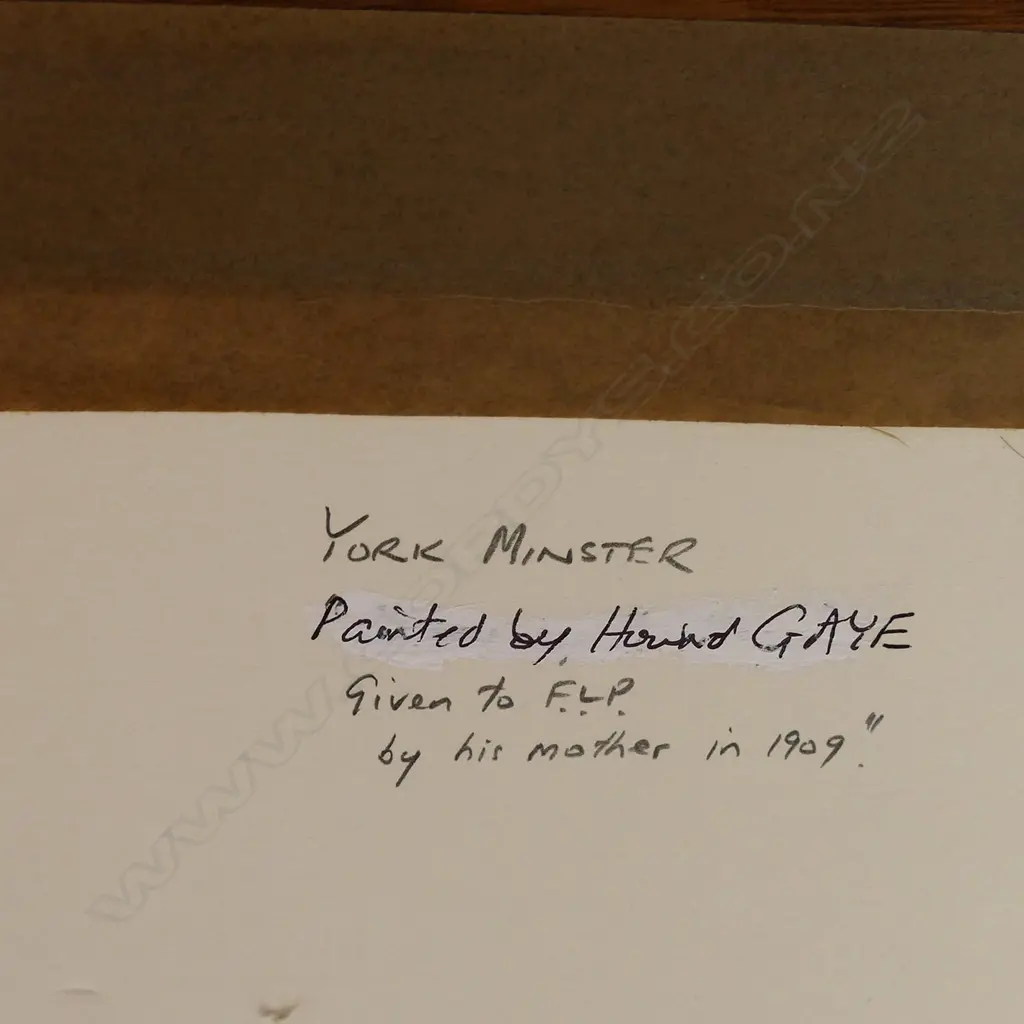 YORK MINSTER
Painted by Howard GAYE
Given to F.L.P.
by his mother in 1909."